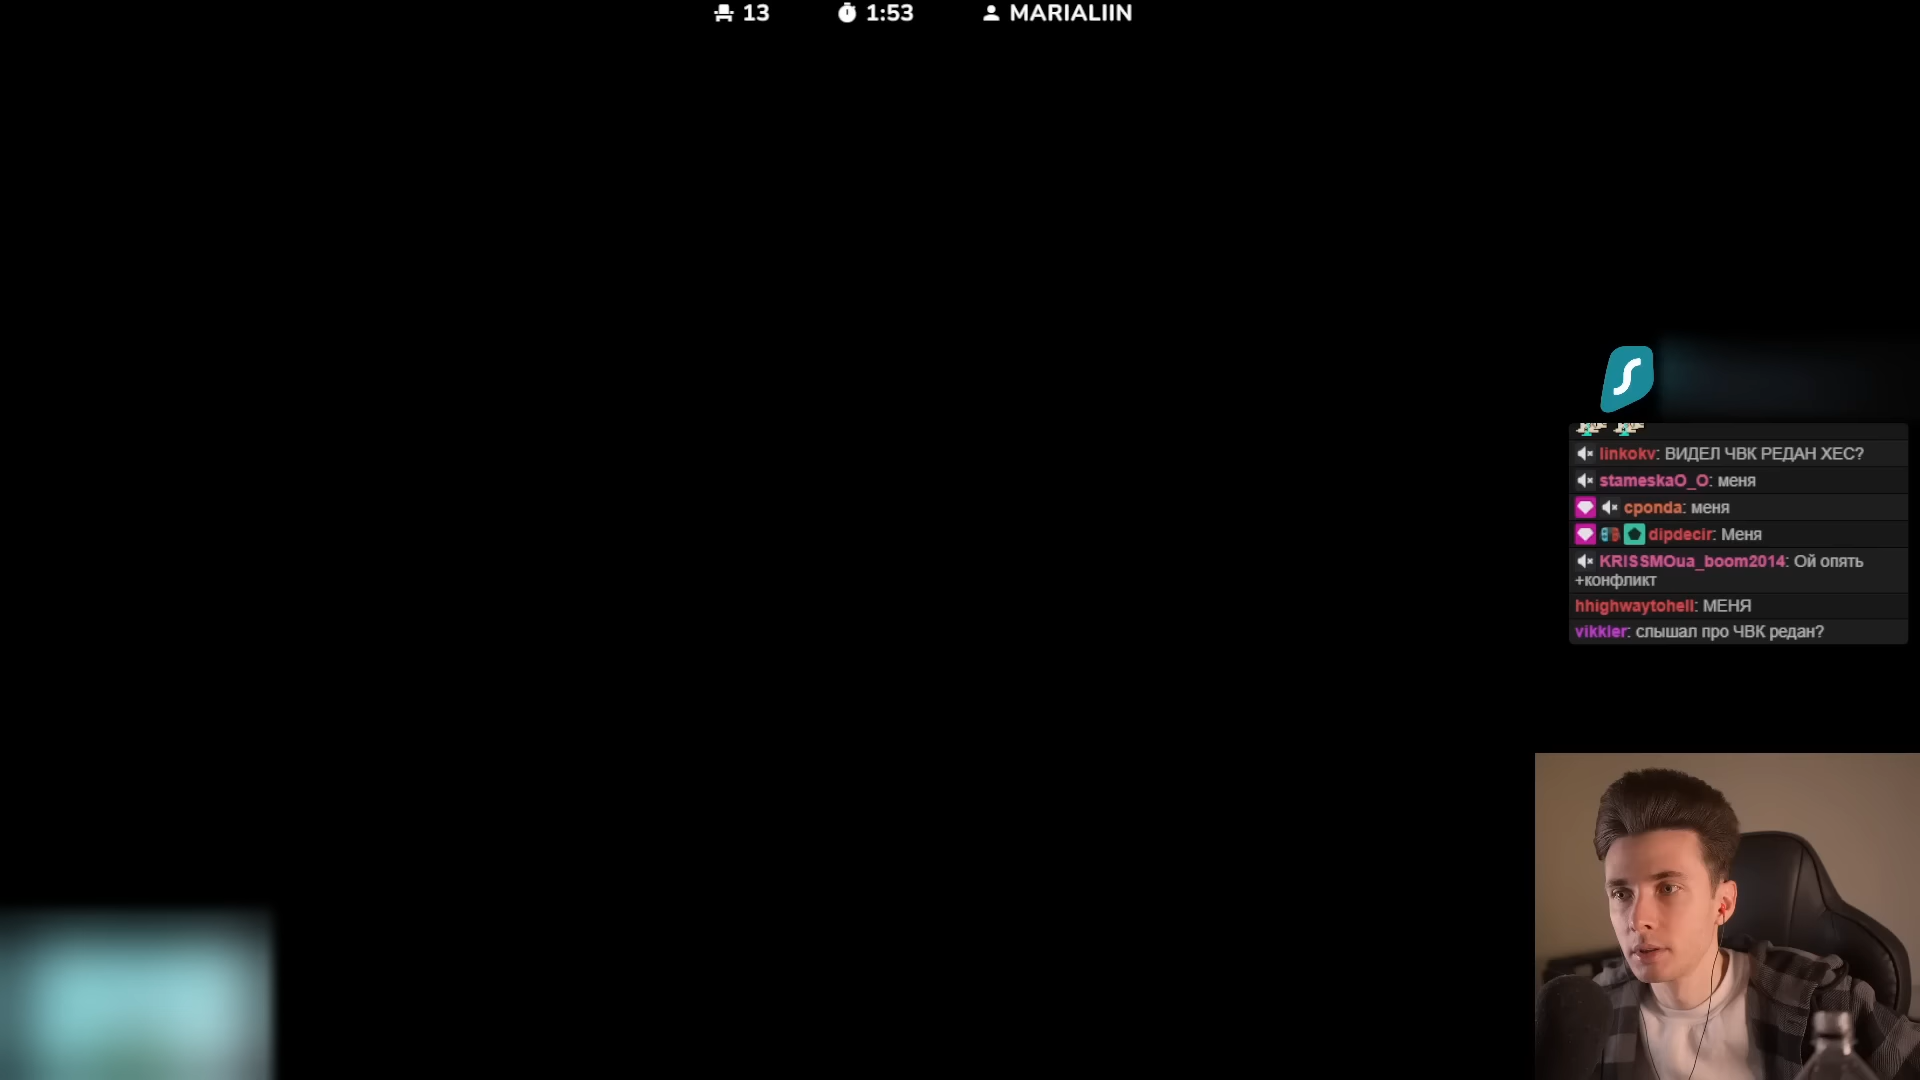 13 1:53 MARIALIIN
linkokv: ВИДЕЛ ЧВК РЕДАН ХЕС?
stameskaO_O: меня
cponda: меня
dipdecir: Меня
KRISSMOua_boom2014: Ой опять
+конфликт
hhighwaytohell: МЕНЯ
vikkler: слышал про ЧВК редан?